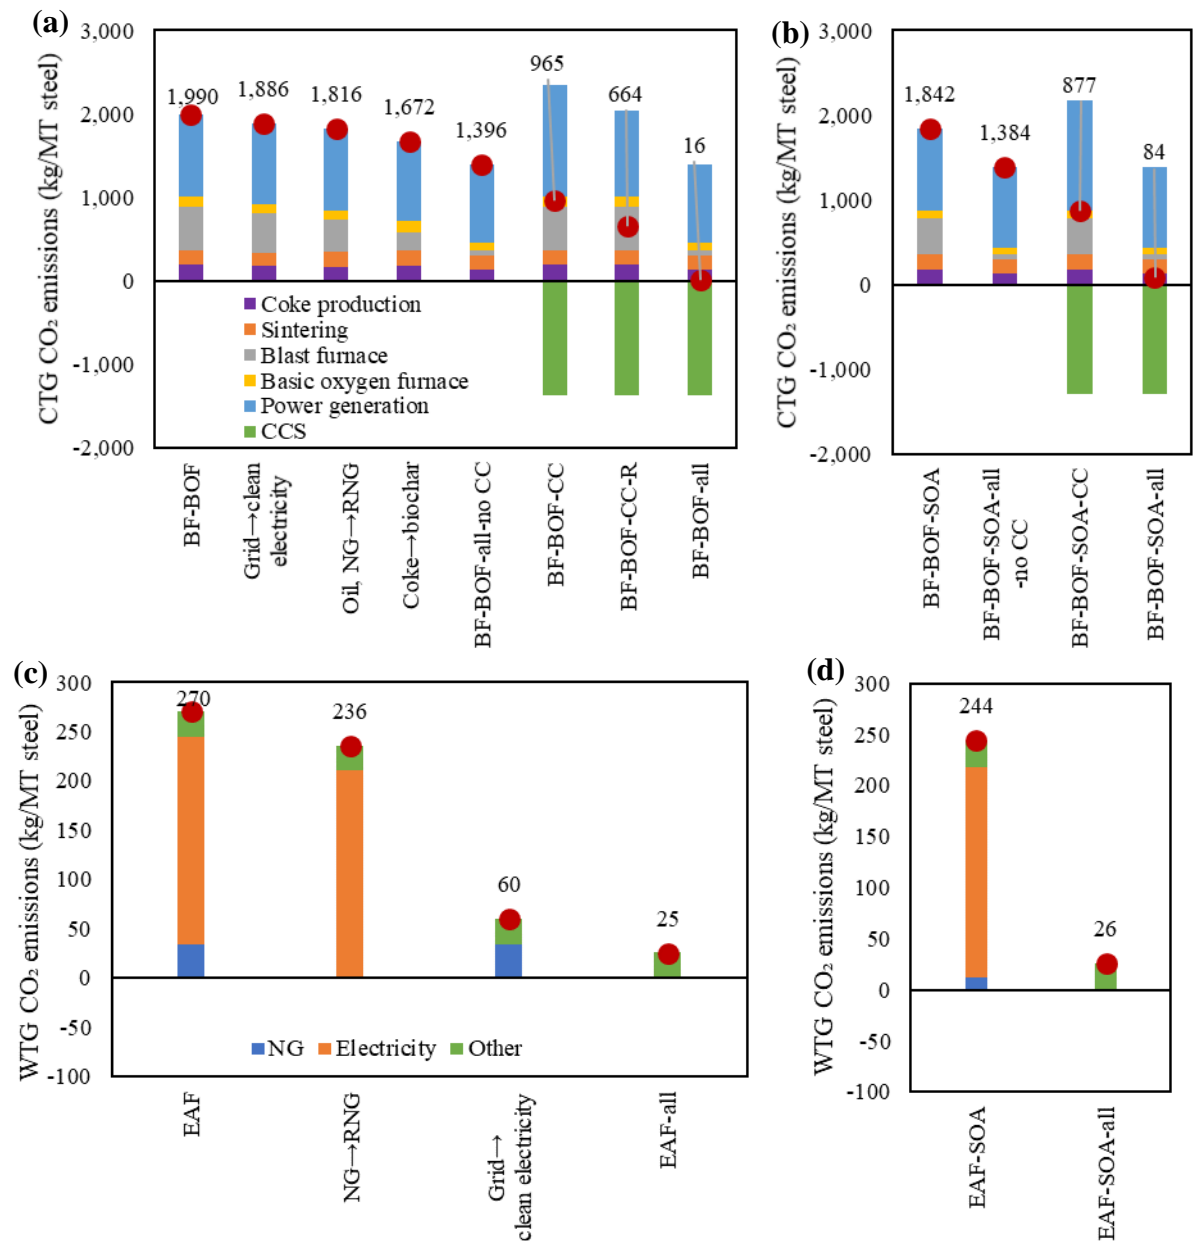 (a)
CTG CO₂ emissions (kg/MT steel)
3,000
2,000
1,000
0
-1,000
-2,000
1,990
1,886
1,816
1,672
1,396
965
664
16
Coke production
Sintering
Blast furnace
Basic oxygen furnace
Power generation
CCS
BF-BOF
Grid→clean
electricity
Oil, NG→RNG
Coke→biochar
BF-BOF-all-no CC
BF-BOF-CC
BF-BOF-CC-R
BF-BOF-all
(b)
CTG CO₂ emissions (kg/MT steel)
3,000
2,000
1,000
0
-1,000
-2,000
1,842
1,384
877
84
BF-BOF-SOA
BF-BOF-SOA-all
-no CC
BF-BOF-SOA-CC
BF-BOF-SOA-all
(c)
WTG CO₂ emissions (kg/MT steel)
300
250
200
150
100
50
0
-50
-100
270
236
60
25
NG
Electricity
Other
EAF
NG→RNG
Grid→
clean electricity
EAF-all
(d)
WTG CO₂ emissions (kg/MT steel)
300
250
200
150
100
50
0
-50
-100
244
26
EAF-SOA
EAF-SOA-all